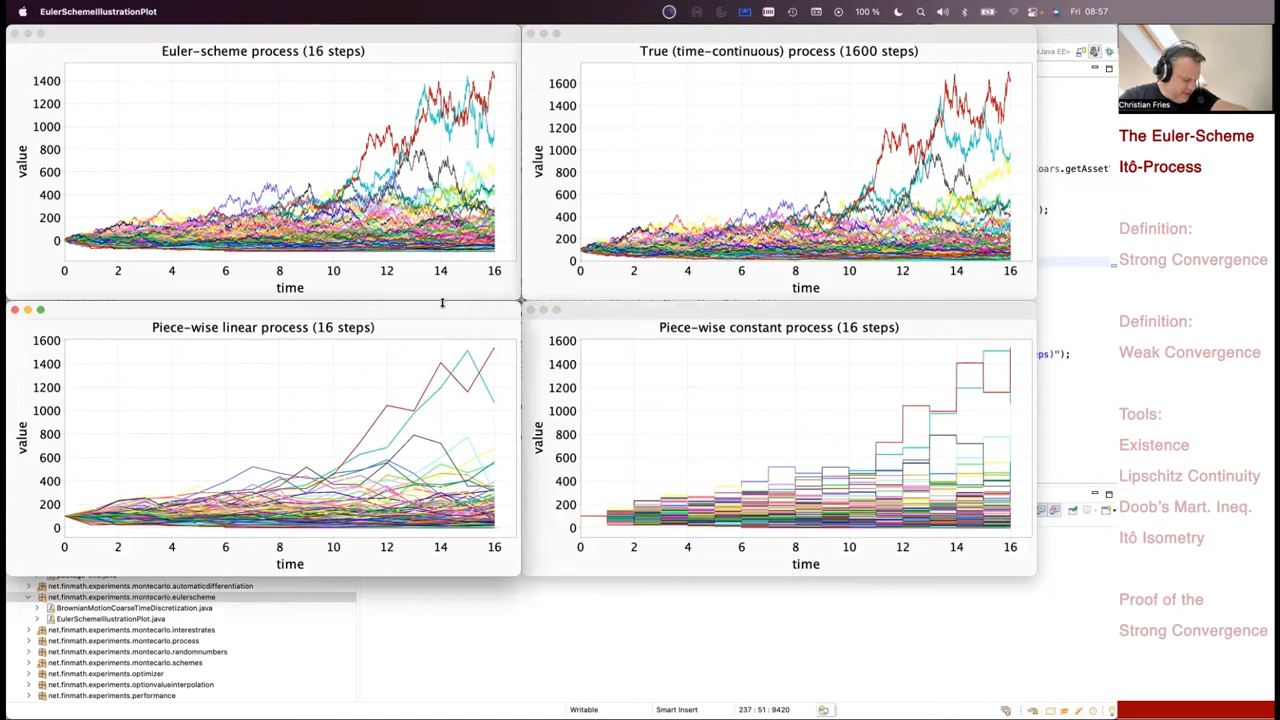 EulerSchemeIllustrationPlot
100 %
Fri 08:57
Euler-scheme process (16 steps)
1400
1200
1000
800
600
400
200
0
value
0 2 4 6 8 10 12 14 16
time
True (time-continuous) process (1600 steps)
1600
1400
1200
1000
800
600
400
200
0
value
0 2 4 6 8 10 12 14 16
time
Piece-wise linear process (16 steps)
1600
1400
1200
1000
800
600
400
200
0
value
0 2 4 6 8 10 12 14 16
time
Piece-wise constant process (16 steps)
1600
1400
1200
1000
800
600
400
200
0
value
0 2 4 6 8 10 12 14 16
time
Java EE>
oars.getAsset
);
ps)");
net.finmath.experiments.montecarlo.automaticdifferentiation
net.finmath.experiments.montecarlo.eulerscheme
BrownianMotionCoarseTimeDiscretization.java
EulerSchemeIllustrationPlot.java
net.finmath.experiments.montecarlo.interestrates
net.finmath.experiments.montecarlo.process
net.finmath.experiments.montecarlo.randomnumbers
net.finmath.experiments.montecarlo.schemes
net.finmath.experiments.optimizer
net.finmath.experiments.optionvalueinterpolation
net.finmath.experiments.performance
Writable
Smart Insert
237 : 51 : 9420
Christian Fries
The Euler-Scheme
Itô-Process
Definition:
Strong Convergence
Definition:
Weak Convergence
Tools:
Existence
Lipschitz Continuity
Doob's Mart. Ineq.
Itô Isometry
Proof of the
Strong Convergence